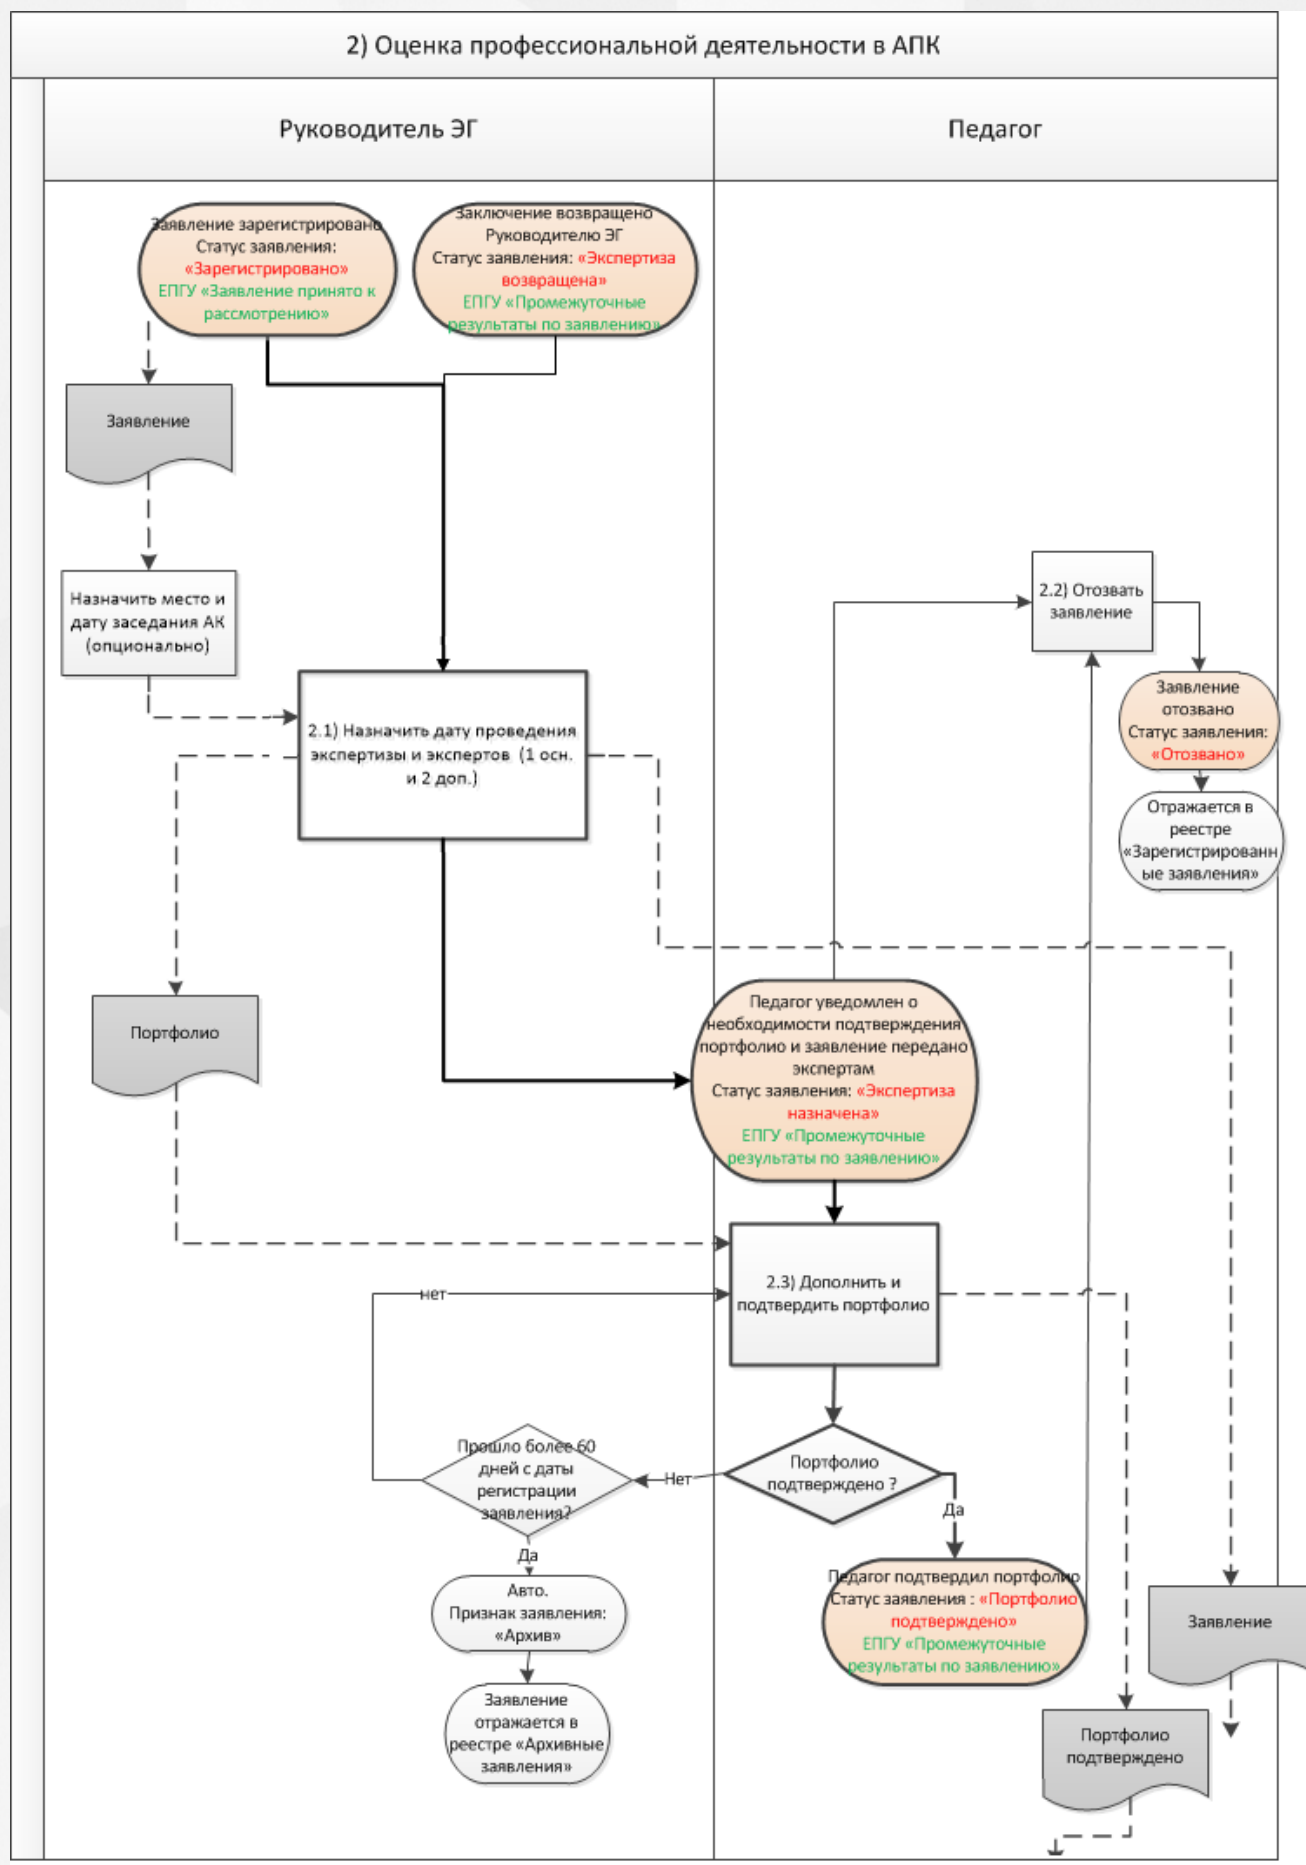 2) Оценка профессиональной деятельности в АПК
Руководитель ЭГ
Педагог
Заявление зарегистрировано
Статус заявления:
«Зарегистрировано»
ЕПГУ «Заявление принято к
рассмотрению»
Заключение возвращено
Руководителю ЭГ
Статус заявления: «Экспертиза
возвращена»
ЕПГУ «Промежуточные
результаты по заявлению»
Заявление
Назначить место и
дату заседания АК
(опционально)
2.2) Отозвать
заявление
Заявление
отозвано
Статус заявления:
«Отозвано»
2.1) Назначить дату проведения
экспертизы и экспертов (1 осн.
и 2 доп.)
Отражается в
реестре
«Зарегистрированн
ые заявления»
Портфолио
Педагог уведомлен о
необходимости подтверждения
портфолио и заявление передано
экспертам
Статус заявления: «Экспертиза
назначена»
ЕПГУ «Промежуточные
результаты по заявлению»
2.3) Дополнить и
подтвердить портфолио
нет
Прошло более 60
дней с даты
регистрации
заявления?
Нет
Портфолио
подтверждено ?
Да
Да
Авто.
Признак заявления:
«Архив»
Педагог подтвердил портфолио
Статус заявления : «Портфолио
подтверждено»
ЕПГУ «Промежуточные
результаты по заявлению»
Заявление
Заявление
отражается в
реестре «Архивные
заявления»
Портфолио
подтверждено